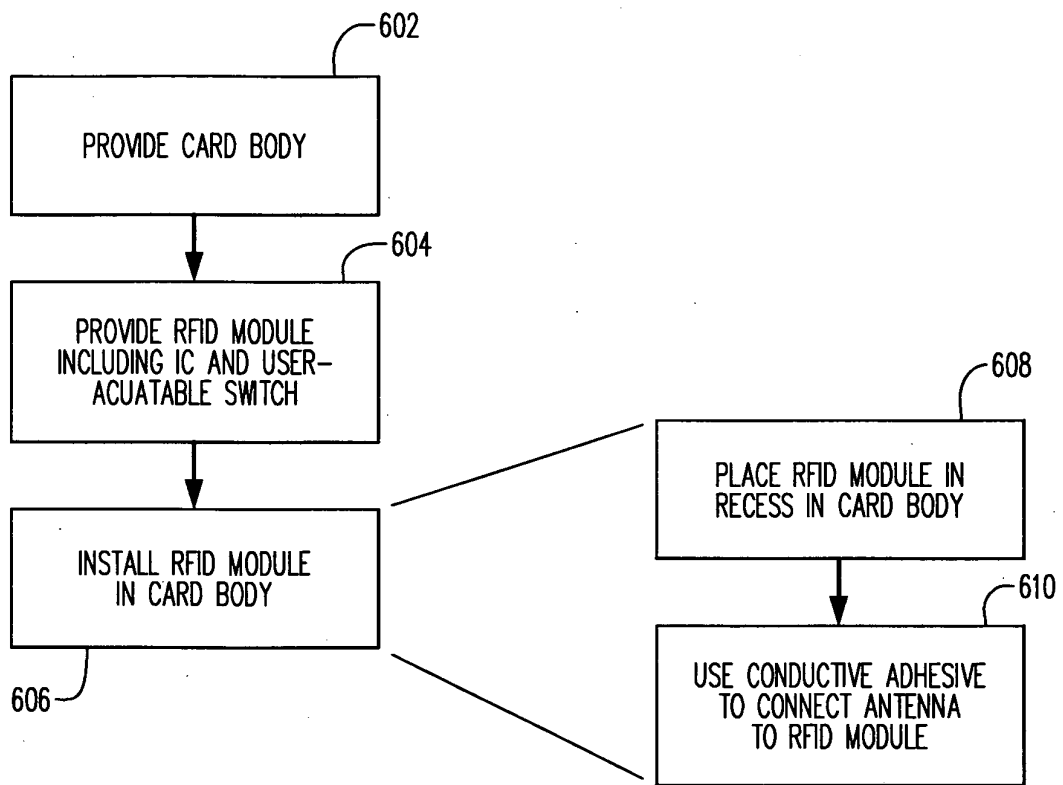 602
PROVIDE CARD BODY
604
PROVIDE RFID MODULE
INCLUDING IC AND USER-
ACUATABLE SWITCH
606
INSTALL RFID MODULE
IN CARD BODY
608
PLACE RFID MODULE IN
RECESS IN CARD BODY
610
USE CONDUCTIVE ADHESIVE
TO CONNECT ANTENNA
TO RFID MODULE